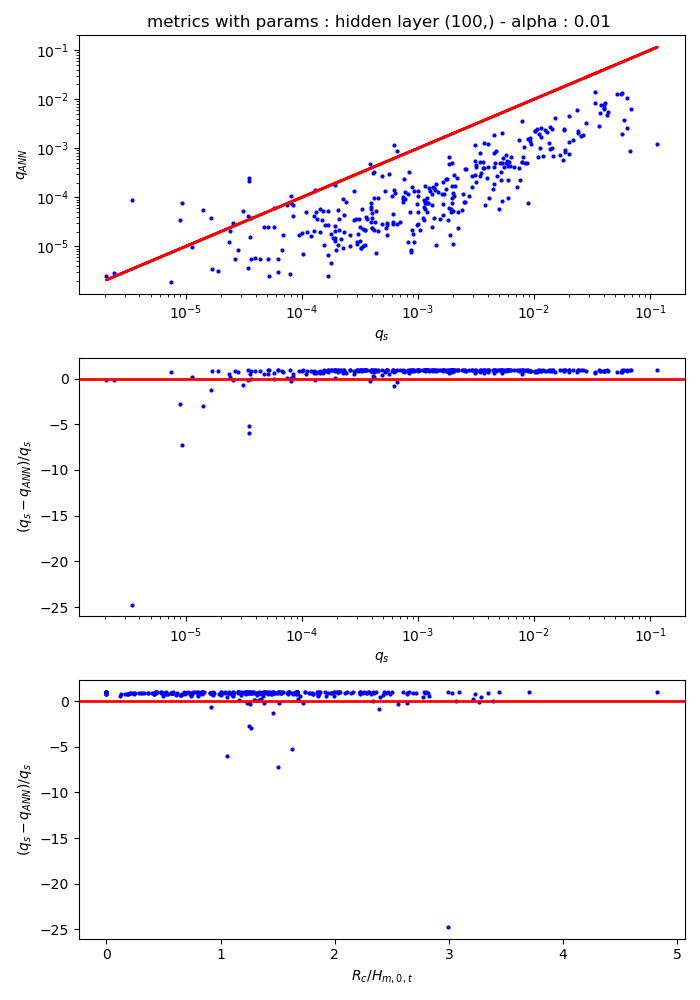 metrics with params : hidden layer (100,) - alpha : 0.01
10⁻¹
10⁻²
10⁻³
10⁻⁴
10⁻⁵
q_ANN
10⁻⁵ 10⁻⁴ 10⁻³ 10⁻² 10⁻¹
q_s
0
−5
−10
−15
−20
−25
(q_s − q_ANN)/q_s
10⁻⁵ 10⁻⁴ 10⁻³ 10⁻² 10⁻¹
q_s
0
−5
−10
−15
−20
−25
(q_s − q_ANN)/q_s
0 1 2 3 4 5
R_c/H_{m,0,t}